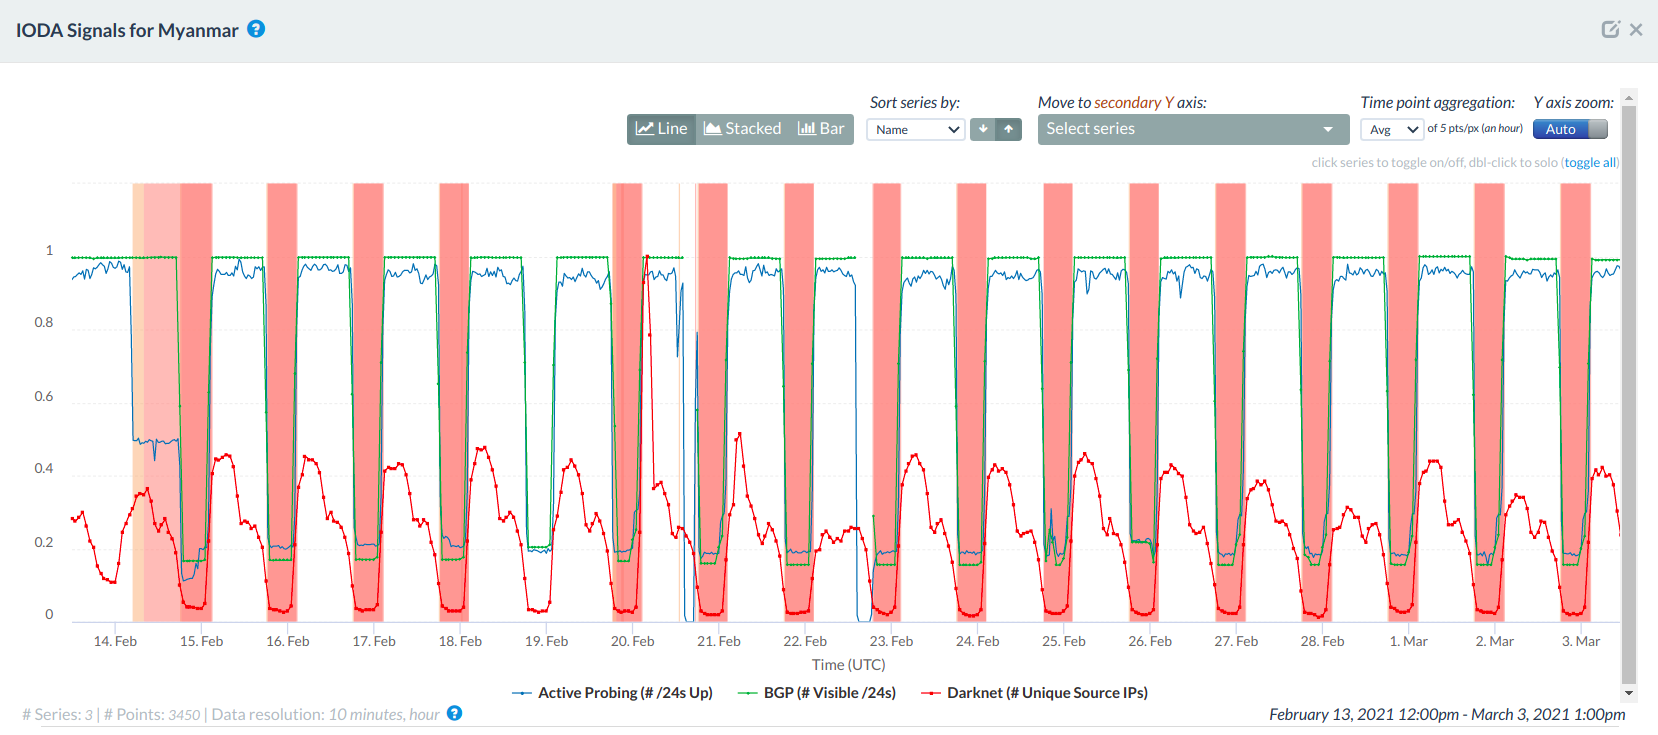 IODA Signals for Myanmar ?
Sort series by: Move to secondary Y axis: Time point aggregation: Y axis zoom:
Line Stacked Bar Name Select series Avg of 5 pts/px (an hour) Auto
click series to toggle on/off, dbl-click to solo (toggle all)
1
0.8
0.6
0.4
0.2
0
14. Feb 15. Feb 16. Feb 17. Feb 18. Feb 19. Feb 20. Feb 21. Feb 22. Feb 23. Feb 24. Feb 25. Feb 26. Feb 27. Feb 28. Feb 1. Mar 2. Mar 3. Mar
Time (UTC)
Active Probing (# /24s Up) BGP (# Visible /24s) Darknet (# Unique Source IPs)
# Series: 3 | # Points: 3450 | Data resolution: 10 minutes, hour ? February 13, 2021 12:00pm - March 3, 2021 1:00pm